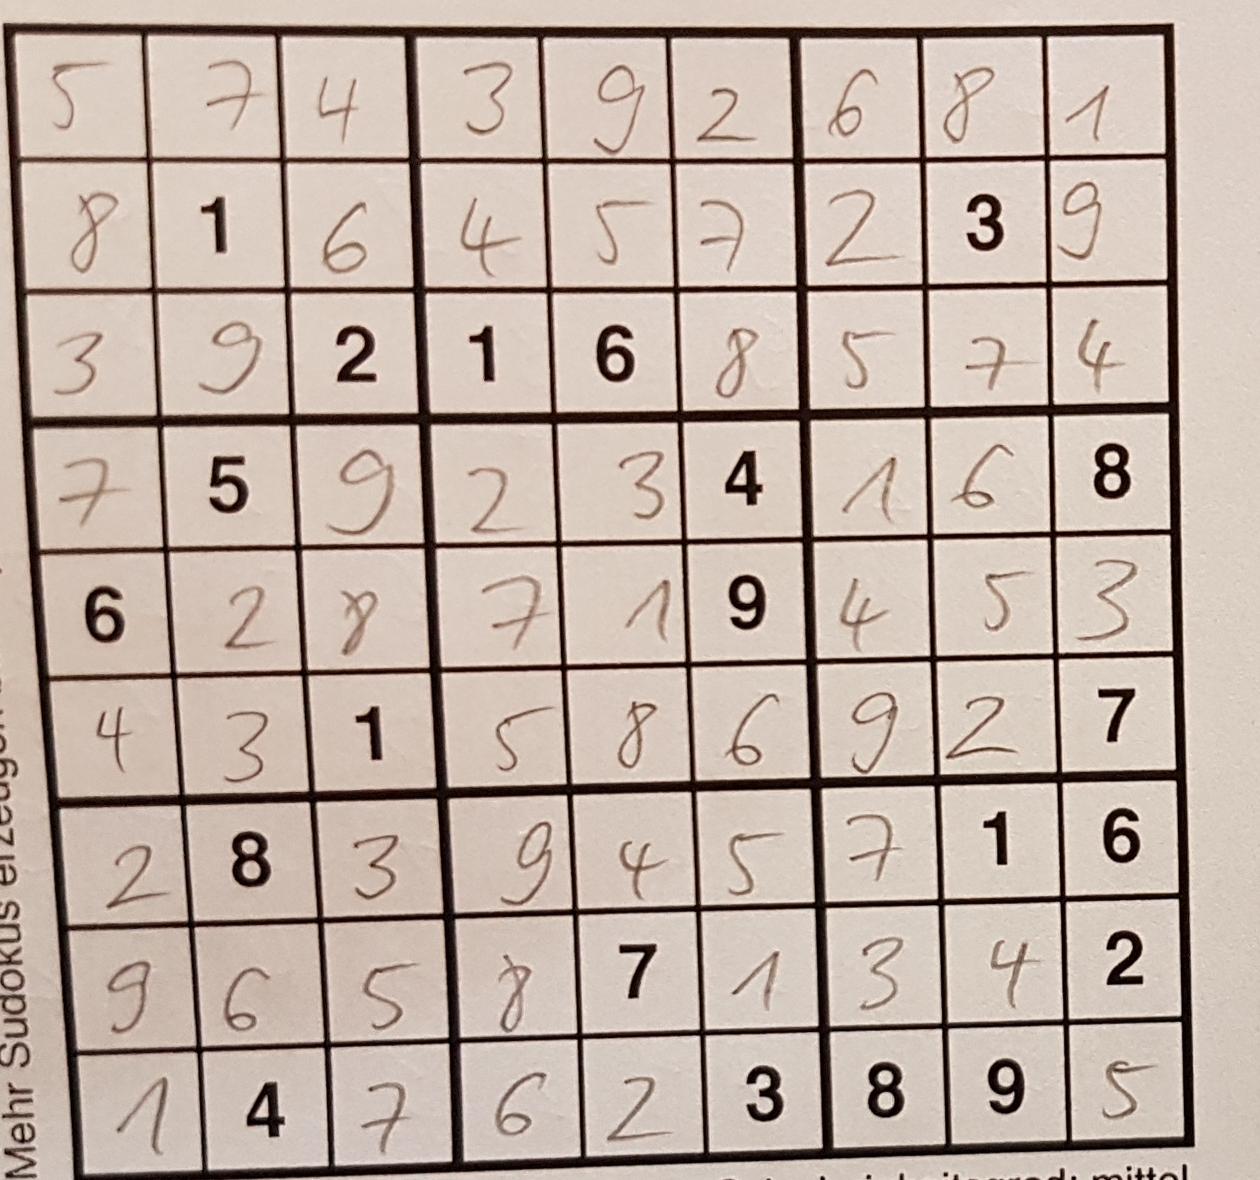 5 7 4 3 9 2 6 8 1
8 1 6 4 5 7 2 3 9
3 9 2 1 6 8 5 7 4
7 5 9 2 3 4 1 6 8
6 2 8 7 1 9 4 5 3
4 3 1 5 8 6 9 2 7
2 8 3 9 4 5 7 1 6
9 6 5 8 7 1 3 4 2
1 4 7 6 2 3 8 9 5
Mehr Sudokus erzeugen
mittel